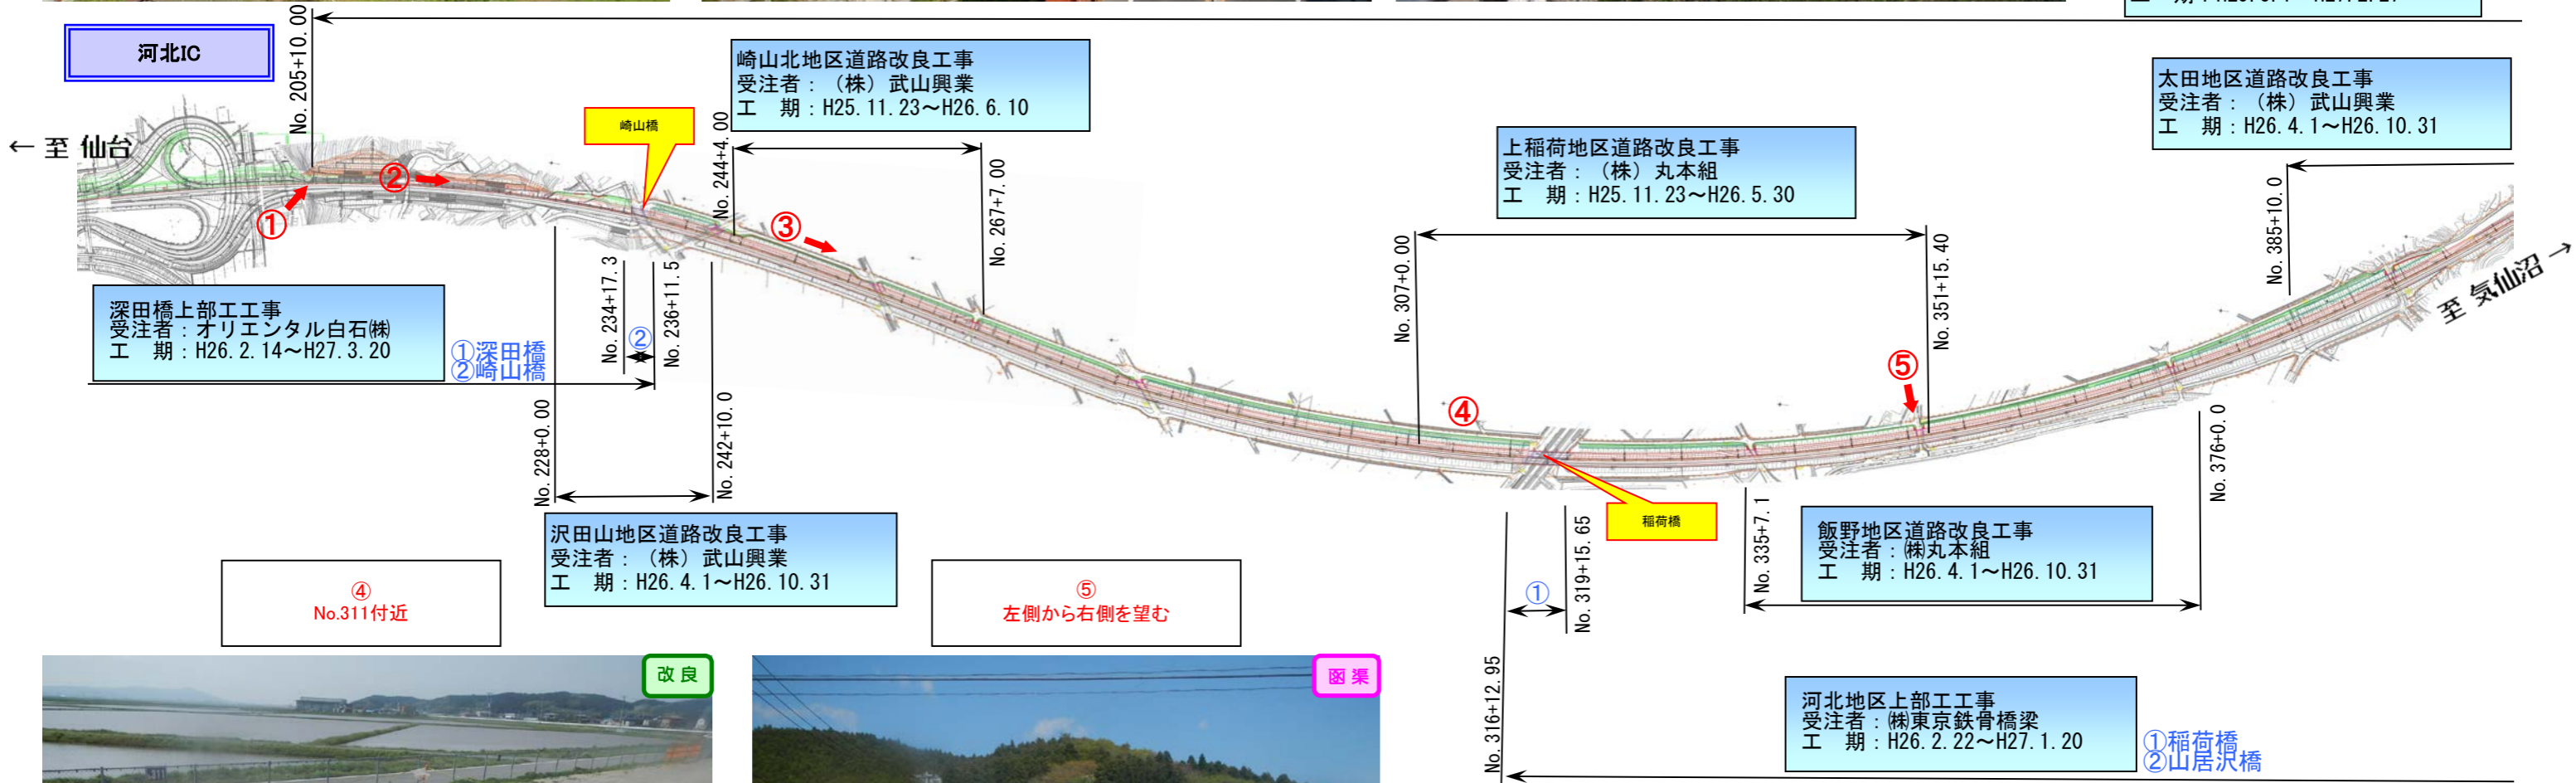 河北IC
← 至 仙台
至 気仙沼 →
No. 205+10. 00
崎山橋
崎山北地区道路改良工事
受注者：（株）武山興業
工　期：H25. 11. 23～H26. 6. 10
No. 244+4. 00
No. 267+7. 00
上稲荷地区道路改良工事
受注者：（株）丸本組
工　期：H25. 11. 23～H26. 5. 30
No. 307+0. 00
No. 351+15. 40
太田地区道路改良工事
受注者：（株）武山興業
工　期：H26. 4. 1～H26. 10. 31
No. 385+10. 0
①
②
③
④
⑤
深田橋上部工工事
受注者：オリエンタル白石㈱
工　期：H26. 2. 14～H27. 3. 20
①深田橋
②崎山橋
No. 234+17. 3
②
No. 236+11. 5
No. 228+0. 00
No. 242+10. 0
沢田山地区道路改良工事
受注者：（株）武山興業
工　期：H26. 4. 1～H26. 10. 31
稲荷橋
No. 316+12. 95
①
No. 319+15. 65
No. 335+7. 1
No. 376+0. 0
飯野地区道路改良工事
受注者：㈱丸本組
工　期：H26. 4. 1～H26. 10. 31
河北地区上部工工事
受注者：㈱東京鉄骨橋梁
工　期：H26. 2. 22～H27. 1. 20
①稲荷橋
②山居沢橋
④
No.311付近
改良
⑤
左側から右側を望む
函渠